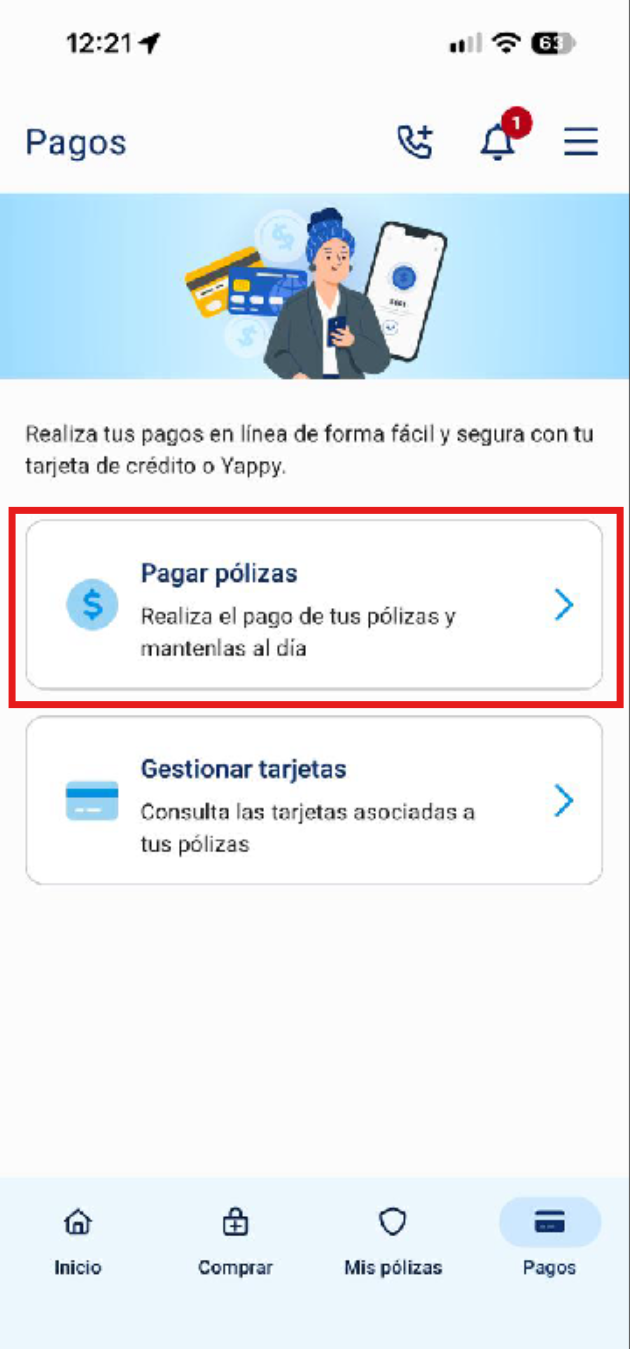 12:21
63
Pagos
1
Realiza tus pagos en línea de forma fácil y segura con tu
tarjeta de crédito o Yappy.
Pagar pólizas
Realiza el pago de tus pólizas y
mantenlas al día
Gestionar tarjetas
Consulta las tarjetas asociadas a
tus pólizas
Inicio
Comprar
Mis pólizas
Pagos